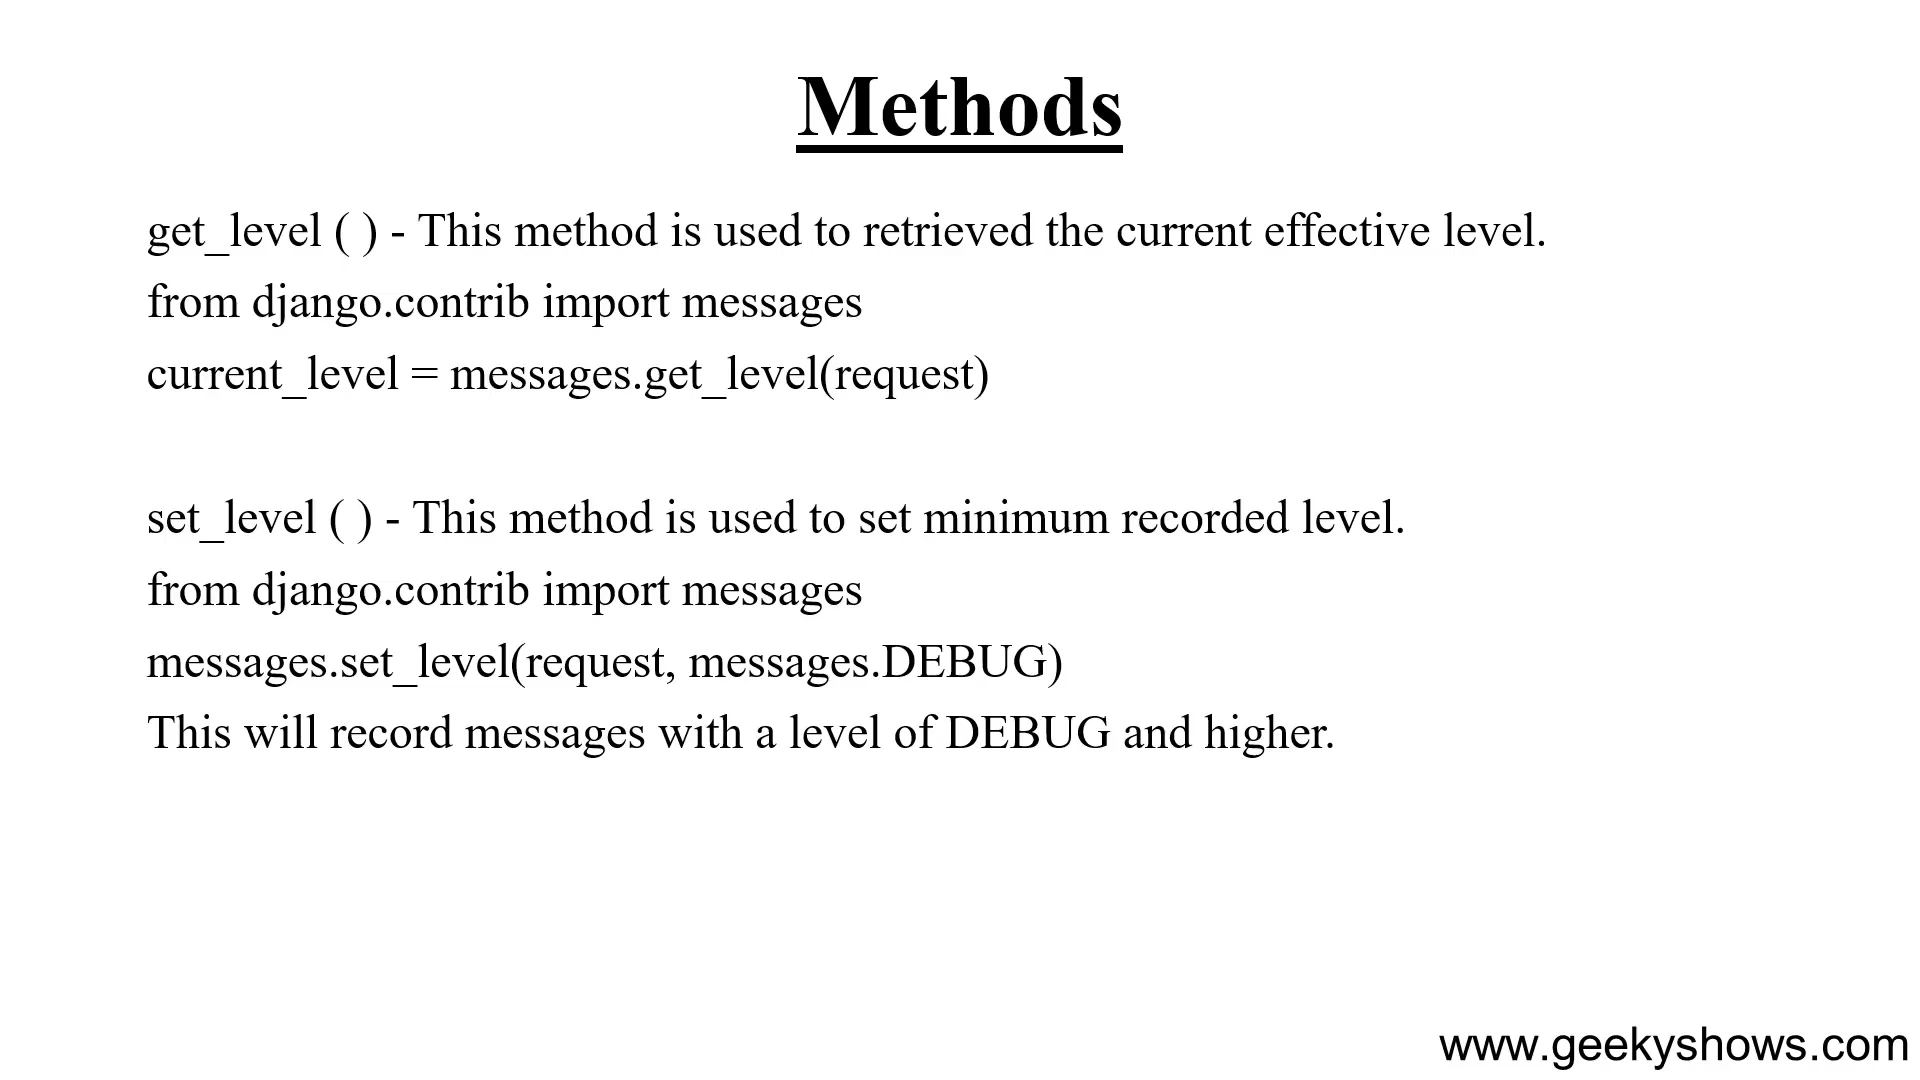 Methods
get_level ( ) - This method is used to retrieved the current effective level.
from django.contrib import messages
current_level = messages.get_level(request)
set_level ( ) - This method is used to set minimum recorded level.
from django.contrib import messages
messages.set_level(request, messages.DEBUG)
This will record messages with a level of DEBUG and higher.
www.geekyshows.com